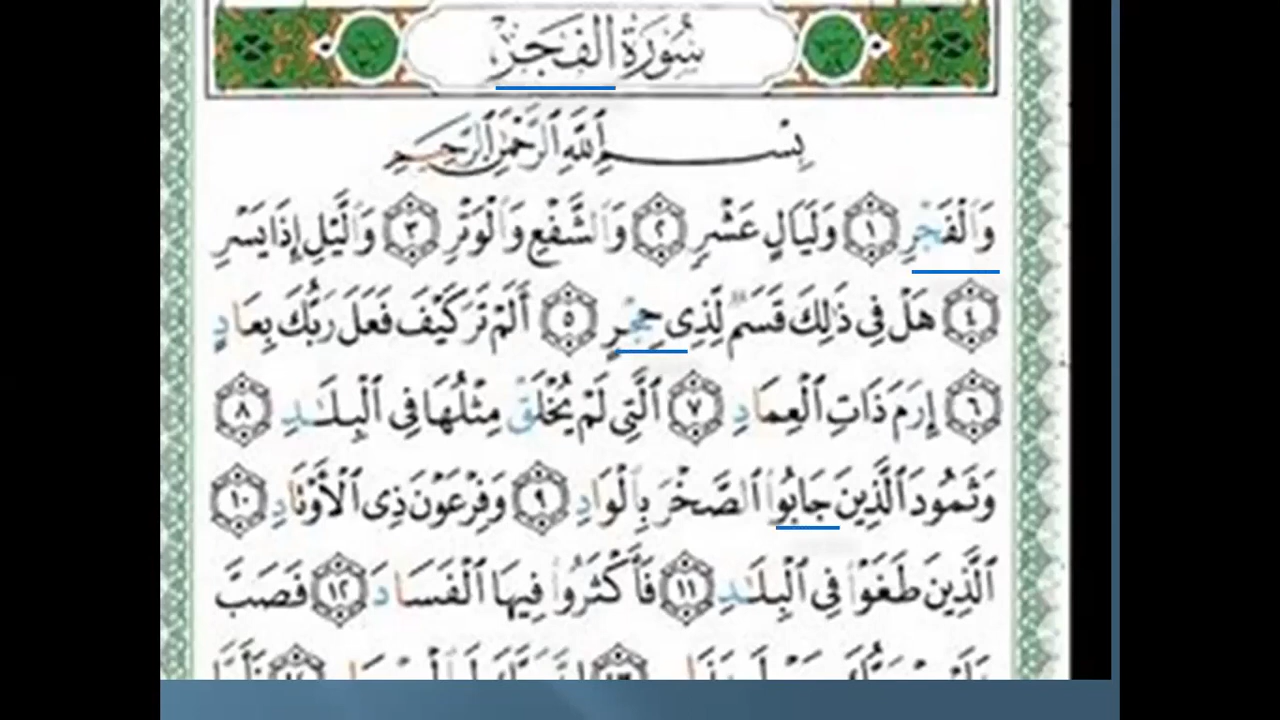 سُورَةُ الفَجْرِ
بِسْمِ ٱللَّهِ ٱلرَّحْمَٰنِ ٱلرَّحِيمِ
وَٱلْفَجْرِ ١ وَلَيَالٍ عَشْرٍ ٢ وَٱلشَّفْعِ وَٱلْوَتْرِ ٣ وَٱلَّيْلِ إِذَا يَسْرِ
٤ هَلْ فِى ذَٰلِكَ قَسَمٌ لِّذِى حِجْرٍ ٥ أَلَمْ تَرَ كَيْفَ فَعَلَ رَبُّكَ بِعَادٍ
٦ إِرَمَ ذَاتِ ٱلْعِمَادِ ٧ ٱلَّتِى لَمْ يُخْلَقْ مِثْلُهَا فِى ٱلْبِلَٰدِ ٨
وَثَمُودَ ٱلَّذِينَ جَابُوا۟ ٱلصَّخْرَ بِٱلْوَادِ ٩ وَفِرْعَوْنَ ذِى ٱلْأَوْتَادِ ١٠
ٱلَّذِينَ طَغَوْا۟ فِى ٱلْبِلَٰدِ ١١ فَأَكْثَرُوا۟ فِيهَا ٱلْفَسَادَ ١٢ فَصَبَّ